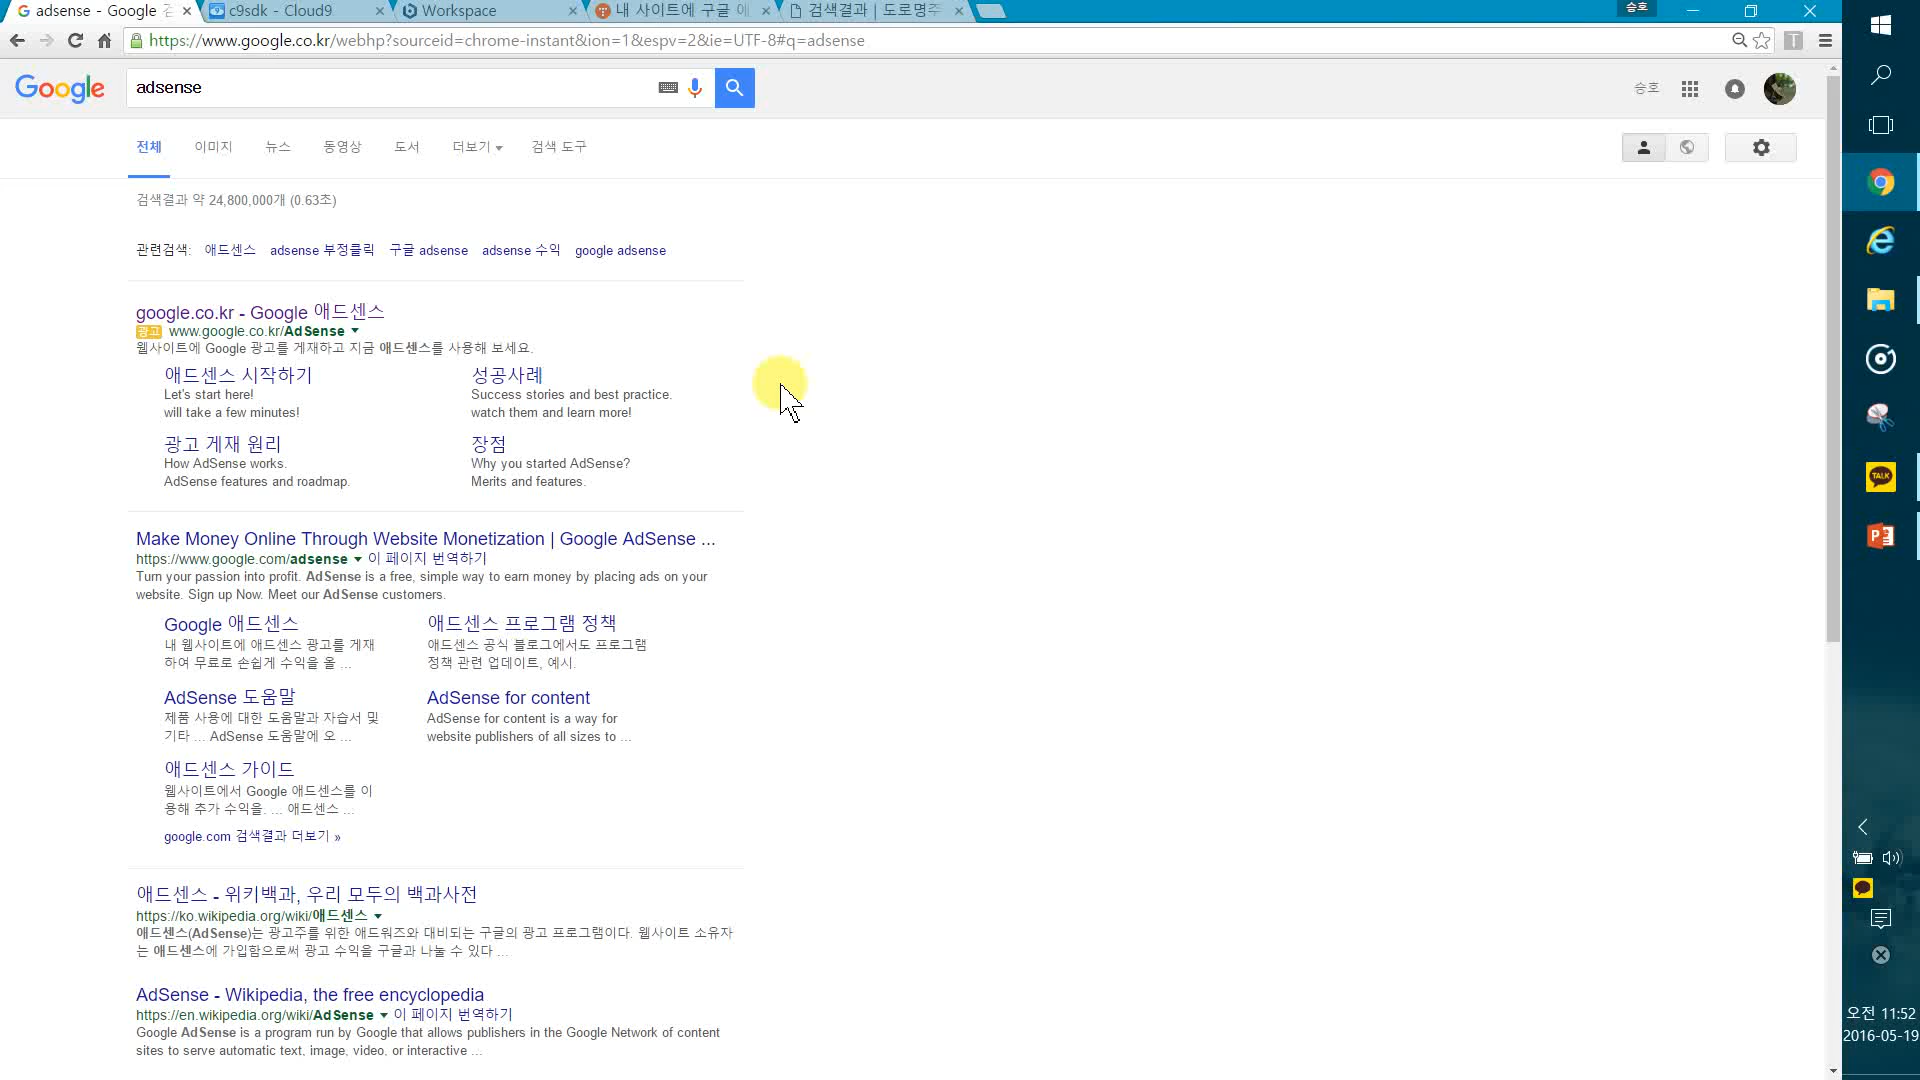 adsense - Google 검
c9sdk - Cloud9
Workspace
내 사이트에 구글 애
검색결과 | 도로명주
승호
https://www.google.co.kr/webhp?sourceid=chrome-instant&ion=1&espv=2&ie=UTF-8#q=adsense
Google
adsense
승호
전체
이미지
뉴스
동영상
도서
더보기
검색 도구
검색결과 약 24,800,000개 (0.63초)
관련검색: 애드센스 adsense 부정클릭 구글 adsense adsense 수익 google adsense
google.co.kr - Google 애드센스
광고 www.google.co.kr/AdSense
웹사이트에 Google 광고를 게재하고 지금 애드센스를 사용해 보세요.
애드센스 시작하기
Let's start here!
will take a few minutes!
성공사례
Success stories and best practice.
watch them and learn more!
광고 게재 원리
How AdSense works.
AdSense features and roadmap.
장점
Why you started AdSense?
Merits and features.
Make Money Online Through Website Monetization | Google AdSense ...
https://www.google.com/adsense 이 페이지 번역하기
Turn your passion into profit. AdSense is a free, simple way to earn money by placing ads on your
website. Sign up Now. Meet our AdSense customers.
Google 애드센스
내 웹사이트에 애드센스 광고를 게재
하여 무료로 손쉽게 수익을 올 ...
애드센스 프로그램 정책
애드센스 공식 블로그에서도 프로그램
정책 관련 업데이트, 예시.
AdSense 도움말
제품 사용에 대한 도움말과 자습서 및
기타 ... AdSense 도움말에 오 ...
AdSense for content
AdSense for content is a way for
website publishers of all sizes to ...
애드센스 가이드
웹사이트에서 Google 애드센스를 이
용해 추가 수익을. ... 애드센스 ...
google.com 검색결과 더보기 »
애드센스 - 위키백과, 우리 모두의 백과사전
https://ko.wikipedia.org/wiki/애드센스
애드센스(AdSense)는 광고주를 위한 애드워즈와 대비되는 구글의 광고 프로그램이다. 웹사이트 소유자
는 애드센스에 가입함으로써 광고 수익을 구글과 나눌 수 있다 ...
AdSense - Wikipedia, the free encyclopedia
https://en.wikipedia.org/wiki/AdSense 이 페이지 번역하기
Google AdSense is a program run by Google that allows publishers in the Google Network of content
sites to serve automatic text, image, video, or interactive ...
TALK
오전 11:52
2016-05-19